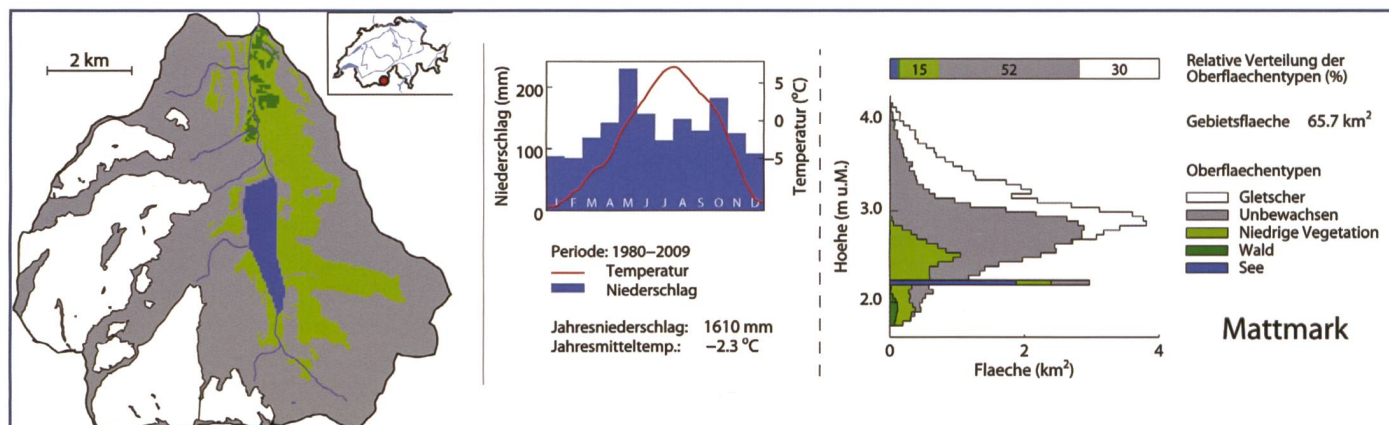 2 km
Niederschlag (mm)
200
100
0
J F M A M J J A S O N D
5
0
−5
Temperatur (°C)
Periode: 1980−2009
Temperatur
Niederschlag
Jahresniederschlag: 1610 mm
Jahresmitteltemp.: −2.3 °C
15 52 30
Relative Verteilung der
Oberflaechentypen (%)
Gebietsflaeche 65.7 km²
Hoehe (m u.M.)
4.0
3.0
2.0
0 2 4
Flaeche (km²)
Oberflaechentypen
Gletscher
Unbewachsen
Niedrige Vegetation
Wald
See
Mattmark